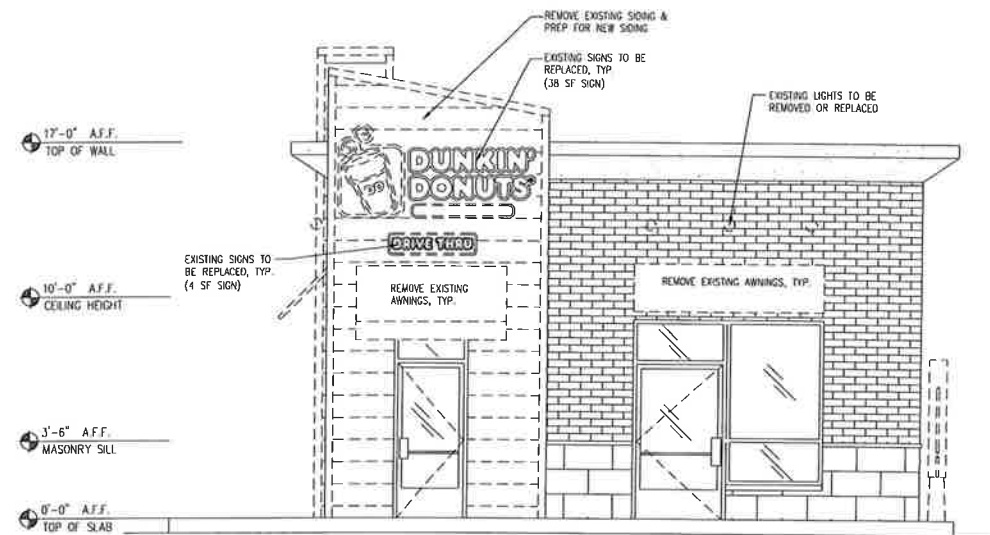 REMOVE EXISTING SIDING &
PREP FOR NEW SIDING
EXISTING SIGNS TO BE
REPLACED, TYP
(38 SF SIGN)
EXISTING LIGHTS TO BE
REMOVED OR REPLACED
17'-0" A.F.F.
TOP OF WALL
DUNKIN'
DONUTS
DRIVE THRU
EXISTING SIGNS TO
BE REPLACED, TYP.
(4 SF SIGN)
REMOVE EXISTING
AWNINGS, TYP.
REMOVE EXISTING AWNINGS, TYP.
10'-0" A.F.F.
CEILING HEIGHT
3'-6" A.F.F.
MASONRY SILL
0'-0" A.F.F.
TOP OF SLAB